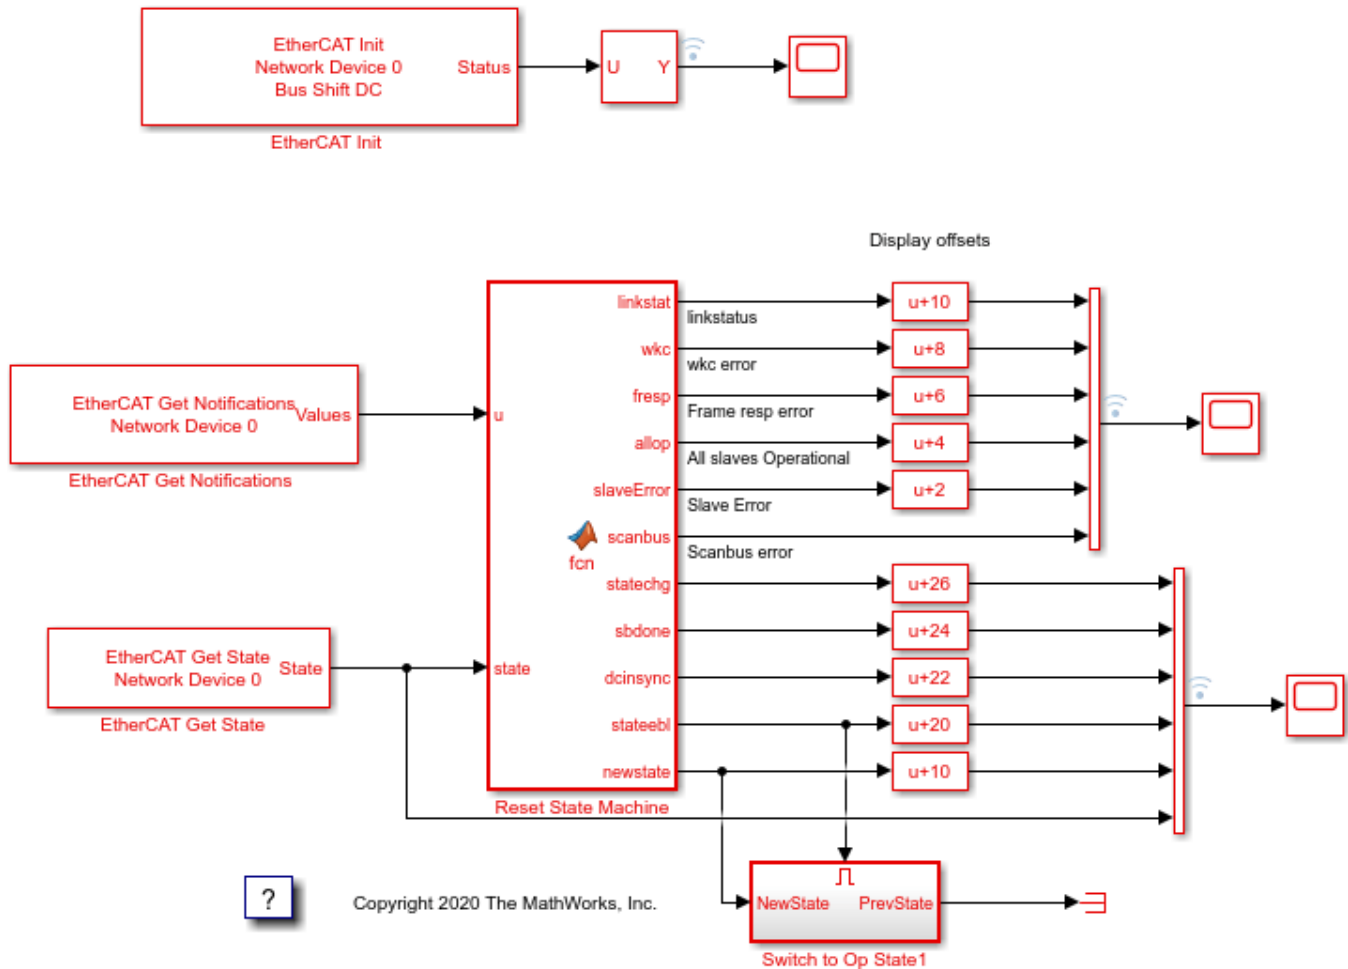 EtherCAT Init
Network Device 0
Bus Shift DC
Status
U
Y
EtherCAT Init
Display offsets
linkstat
linkstatus
u+10
wkc
wkc error
u+8
fresp
Frame resp error
u+6
allop
All slaves Operational
u+4
slaveError
Slave Error
u+2
scanbus
Scanbus error
EtherCAT Get Notifications
Network Device 0
Values
EtherCAT Get Notifications
u
fcn
statechg
u+26
sbdone
u+24
dcinsync
u+22
stateebl
u+20
newstate
u+10
EtherCAT Get State
Network Device 0
State
EtherCAT Get State
state
Reset State Machine
?
Copyright 2020 The MathWorks, Inc.
NewState
PrevState
Switch to Op State1